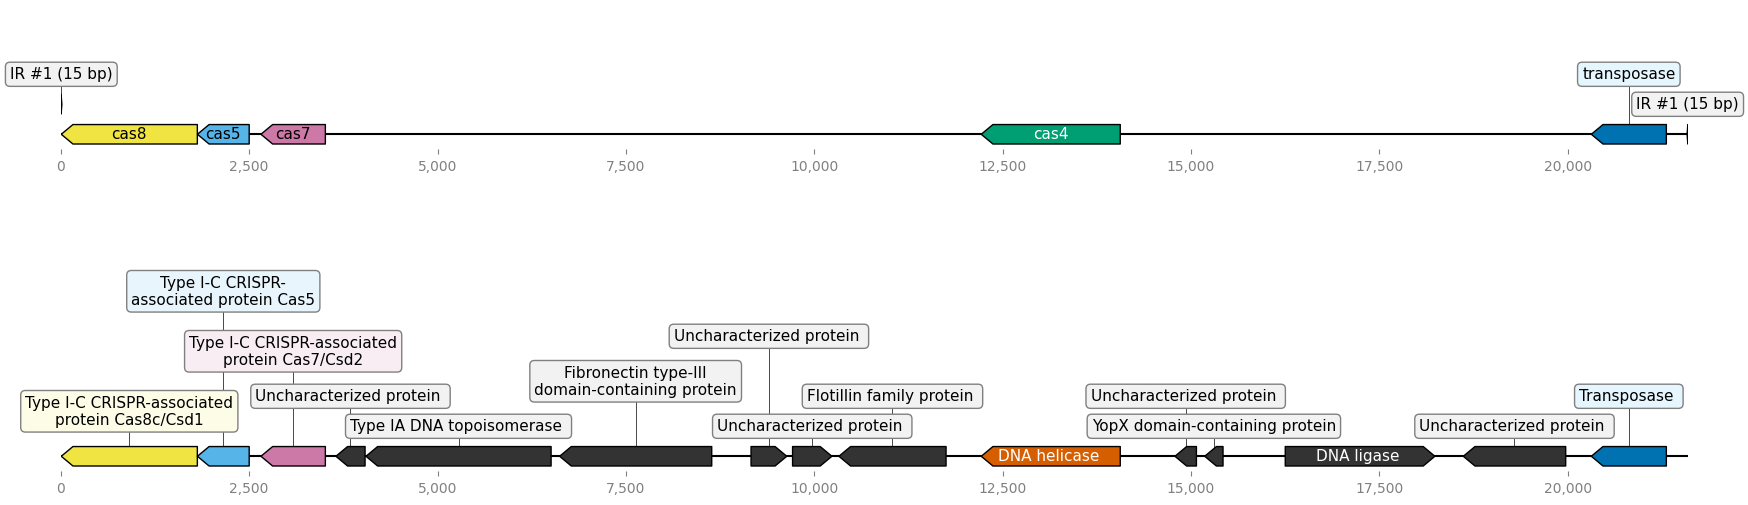 IR #1 (15 bp)
transposase
IR #1 (15 bp)
cas8
cas5
cas7
cas4
0
2,500
5,000
7,500
10,000
12,500
15,000
17,500
20,000
Type I-C CRISPR-
associated protein Cas5
Type I-C CRISPR-associated
protein Cas7/Csd2
Uncharacterized protein
Fibronectin type-III
domain-containing protein
Type I-C CRISPR-associated
protein Cas8c/Csd1
Uncharacterized protein
Flotillin family protein
Uncharacterized protein
Transposase
Type IA DNA topoisomerase
Uncharacterized protein
YopX domain-containing protein
Uncharacterized protein
DNA helicase
DNA ligase
0
2,500
5,000
7,500
10,000
12,500
15,000
17,500
20,000